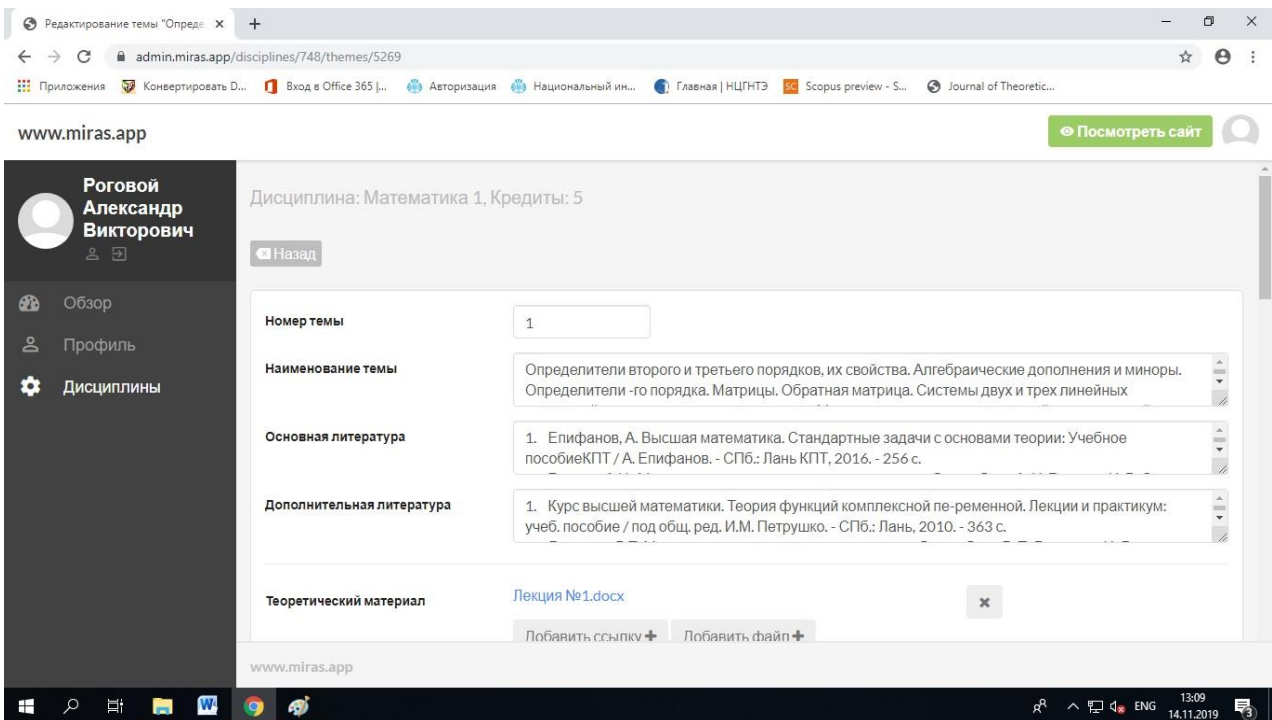 Редактирование темы "Опреде
admin.miras.app/disciplines/748/themes/5269
Приложения Конвертировать D... Вход в Office 365 |... Авторизация Национальный ин... Главная | НЦГНТЭ SC Scopus preview - S... Journal of Theoretic...
www.miras.app
Посмотреть сайт
Роговой
Александр
Викторович
Обзор
Профиль
Дисциплины
Дисциплина: Математика 1, Кредиты: 5
Назад
Номер темы
1
Наименование темы
Определители второго и третьего порядков, их свойства. Алгебраические дополнения и миноры.
Определители -го порядка. Матрицы. Обратная матрица. Системы двух и трех линейных
Основная литература
1. Епифанов, А. Высшая математика. Стандартные задачи с основами теории: Учебное
пособиеКПТ / А. Епифанов. - СПб.: Лань КПТ, 2016. - 256 c.
Дополнительная литература
1. Курс высшей математики. Теория функций комплексной пе-ременной. Лекции и практикум:
учеб. пособие / под общ. ред. И.М. Петрушко. - СПб.: Лань, 2010. - 363 с.
Теоретический материал
Лекция №1.docx
Добавить ссылку Добавить файл
www.miras.app
ENG
13:09
14.11.2019
3